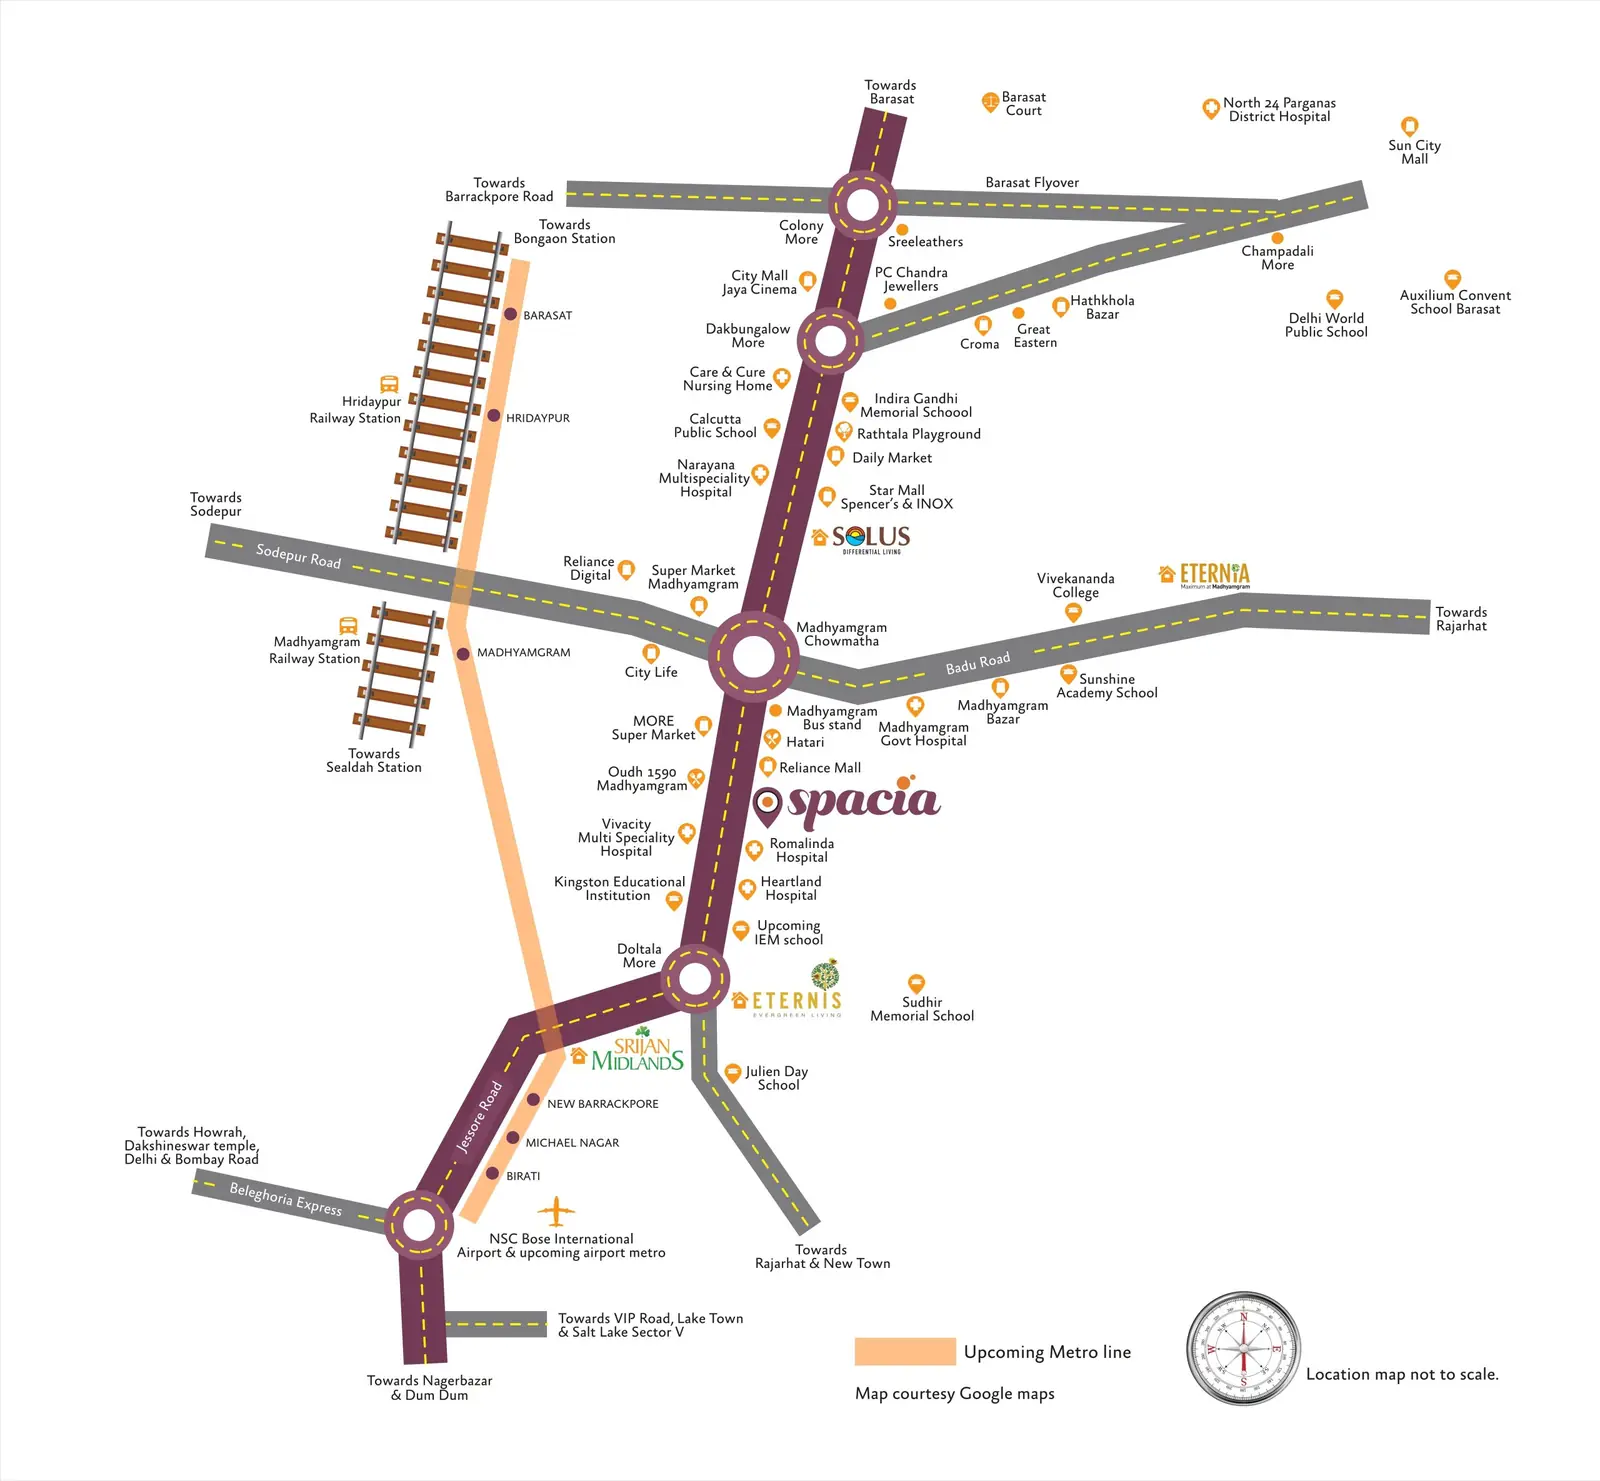 Towards
Barasat
Barasat
Court
North 24 Parganas
District Hospital
Sun City
Mall
Towards
Barrackpore Road
Barasat Flyover
Towards
Bongaon Station
Colony
More
Sreeleathers
Champadali
More
City Mall
Jaya Cinema
PC Chandra
Jewellers
Hathkhola
Bazar
Delhi World
Public School
Auxilium Convent
School Barasat
BARASAT
Dakbungalow
More
Croma
Great
Eastern
Care & Cure
Nursing Home
Hridaypur
Railway Station
HRIDAYPUR
Indira Gandhi
Memorial Schoool
Calcutta
Public School
Rathtala Playground
Daily Market
Narayana
Multispeciality
Hospital
Star Mall
Spencer's & INOX
Towards
Sodepur
Sodepur Road
SOLUS
DIFFERENTIAL LIVING
Reliance
Digital
Super Market
Madhyamgram
Vivekananda
College
ETERNIA
Maximum at Madhyamgram
Towards
Rajarhat
Madhyamgram
Chowmatha
Madhyamgram
Railway Station
MADHYAMGRAM
City Life
Badu Road
Sunshine
Academy School
Madhyamgram
Bazar
Madhyamgram
Govt Hospital
Madhyamgram
Bus stand
MORE
Super Market
Hatari
Towards
Sealdah Station
Reliance Mall
Oudh 1590
Madhyamgram
spacia
Vivacity
Multi Speciality
Hospital
Romalinda
Hospital
Kingston Educational
Institution
Heartland
Hospital
Upcoming
IEM school
Doltala
More
ETERNIS
EVERGREEN LIVING
Sudhir
Memorial School
SRIJAN
MIDLANDS
Julien Day
School
Jessore Road
NEW BARRACKPORE
MICHAEL NAGAR
BIRATI
Towards Howrah,
Dakshineswar temple,
Delhi & Bombay Road
Beleghoria Express
NSC Bose International
Airport & upcoming airport metro
Towards
Rajarhat & New Town
Towards VIP Road, Lake Town
& Salt Lake Sector V
Towards Nagerbazar
& Dum Dum
Upcoming Metro line
Map courtesy Google maps
N
E
S
W
Location map not to scale.